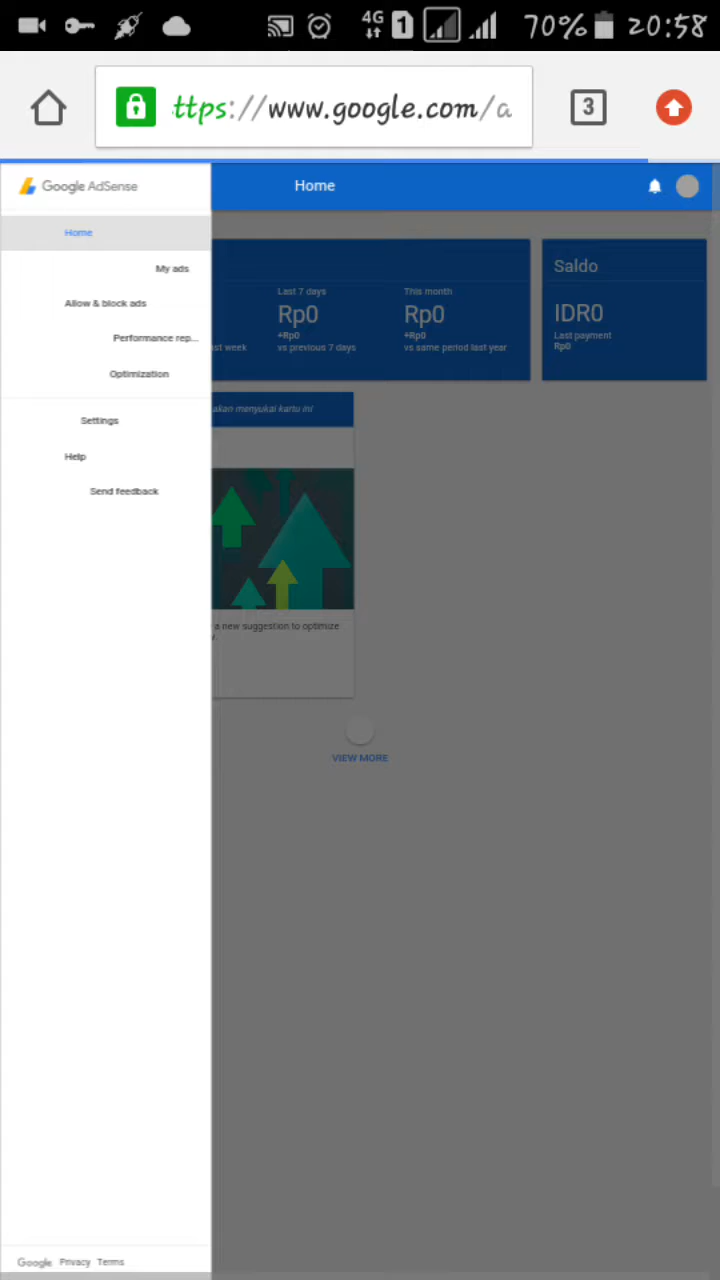 4G 1 70% 20:58
ttps://www.google.com/a 3
Google AdSense
Home
Home
My ads
Allow & block ads
Performance rep...
Optimization
Settings
Help
Send feedback
Last 7 days
Rp0
+Rp0
vs previous 7 days
This month
Rp0
+Rp0
vs same period last year
week
Saldo
IDR0
Last payment
Rp0
akan menyukai kartu ini
a new suggestion to optimize
VIEW MORE
Google Privacy Terms